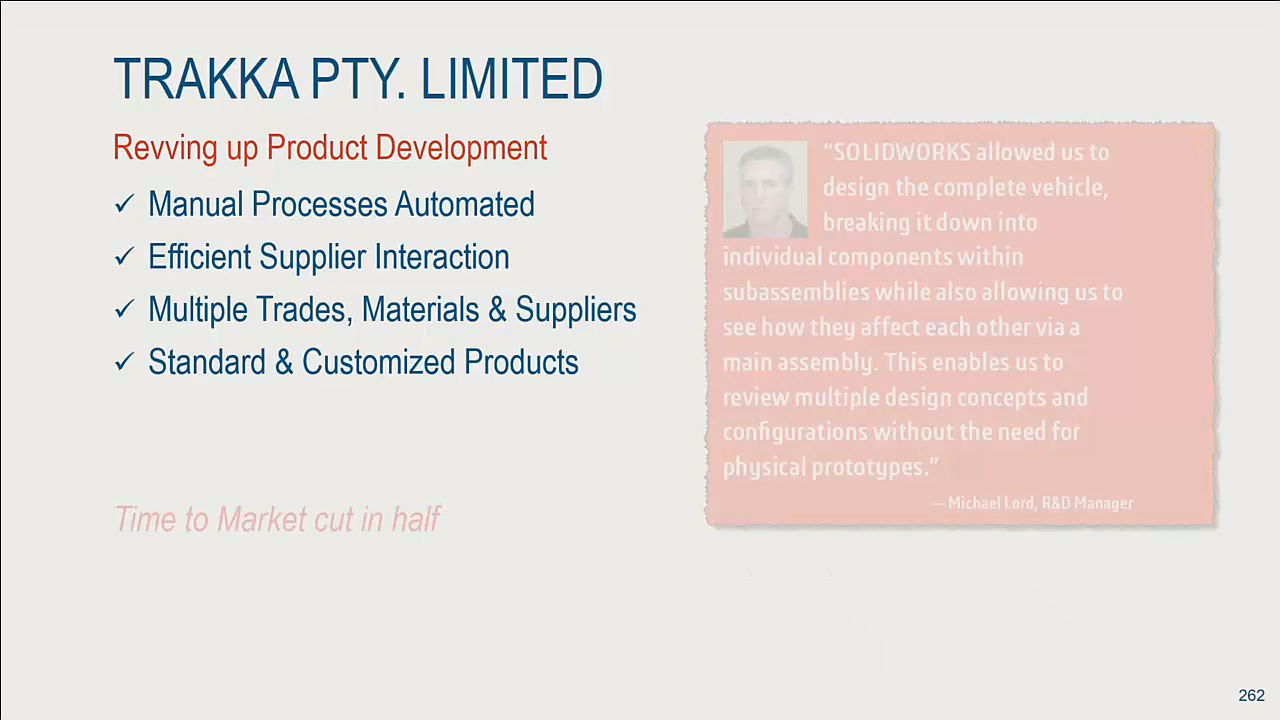 TRAKKA PTY. LIMITED
Revving up Product Development
✓ Manual Processes Automated
✓ Efficient Supplier Interaction
✓ Multiple Trades, Materials & Suppliers
✓ Standard & Customized Products
Time to Market cut in half
“SOLIDWORKS allowed us to
design the complete vehicle,
breaking it down into
individual components within
subassemblies while also allowing us to
see how they affect each other via a
main assembly. This enables us to
review multiple design concepts and
configurations without the need for
physical prototypes.”
— Michael Lord, R&D Manager
262